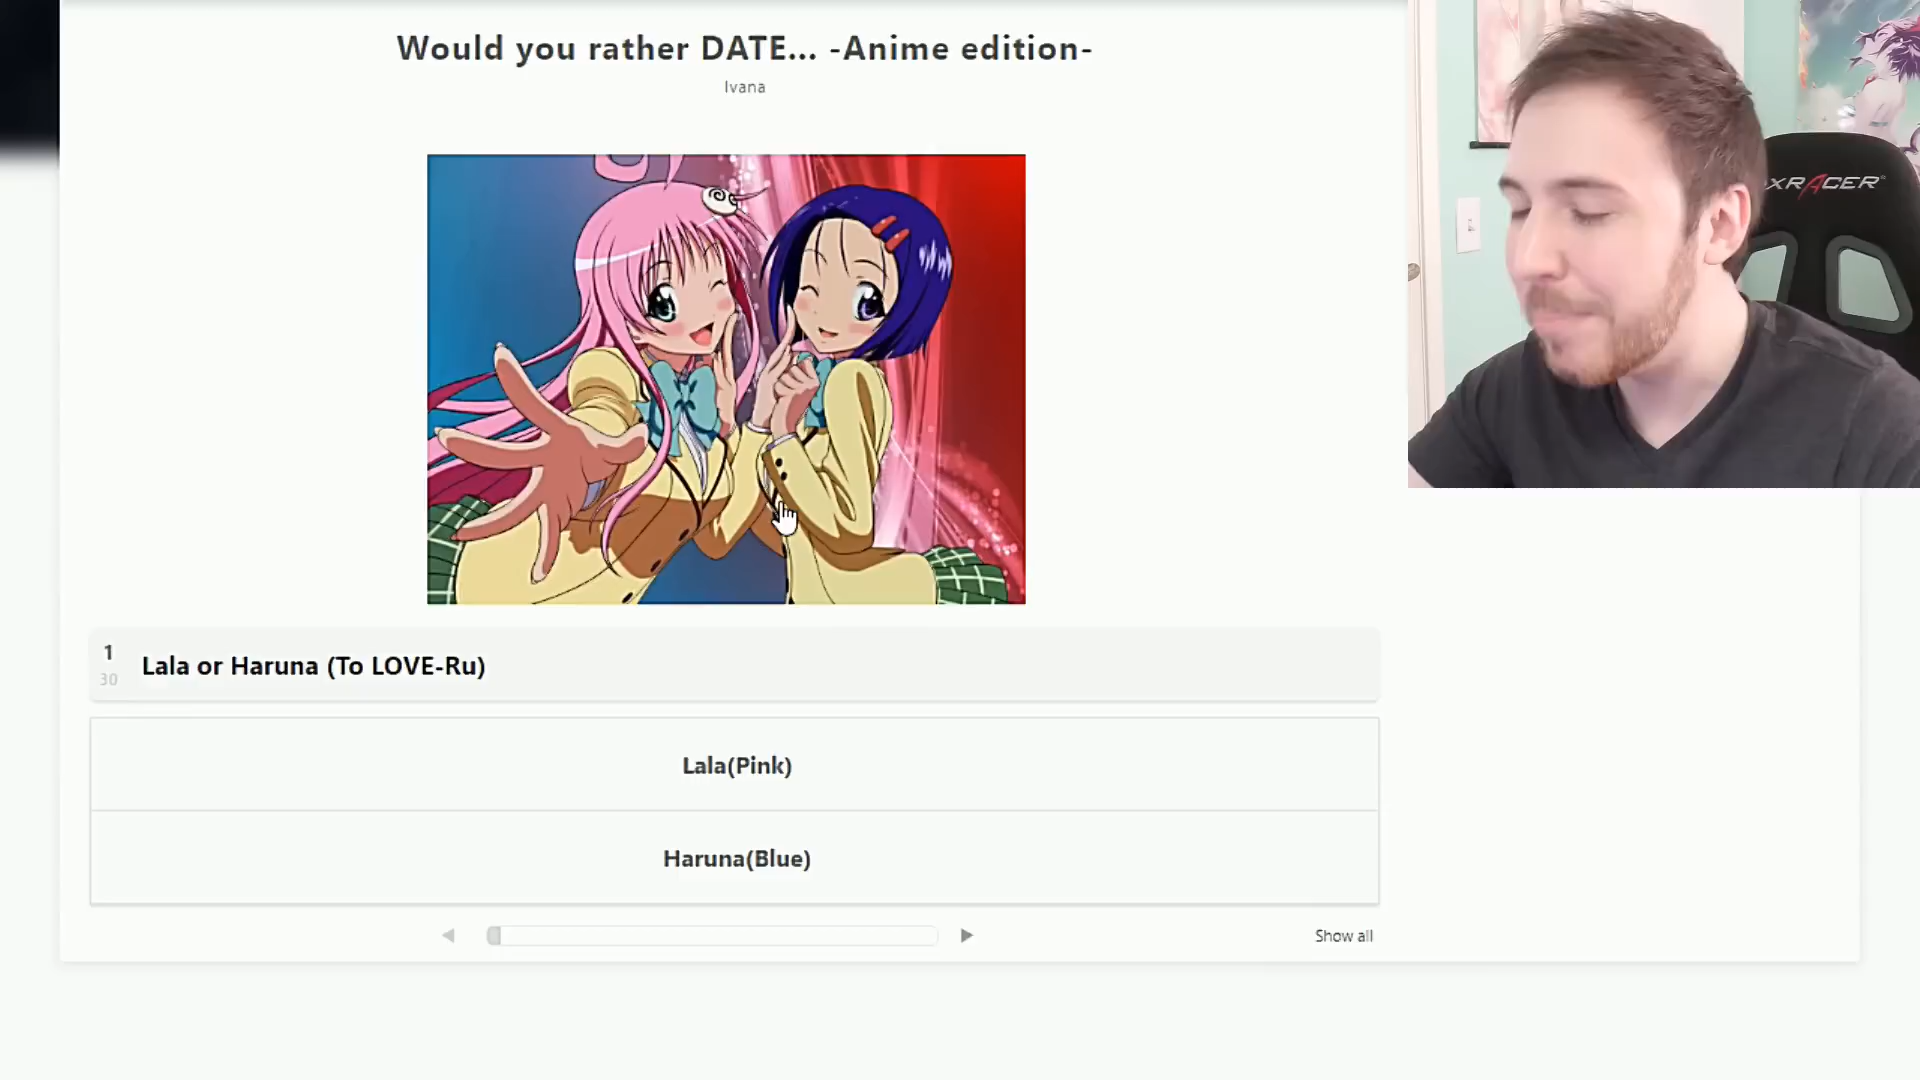 Would you rather DATE... -Anime edition-
Ivana
XRACER
1
30
Lala or Haruna (To LOVE-Ru)
Lala(Pink)
Haruna(Blue)
Show all